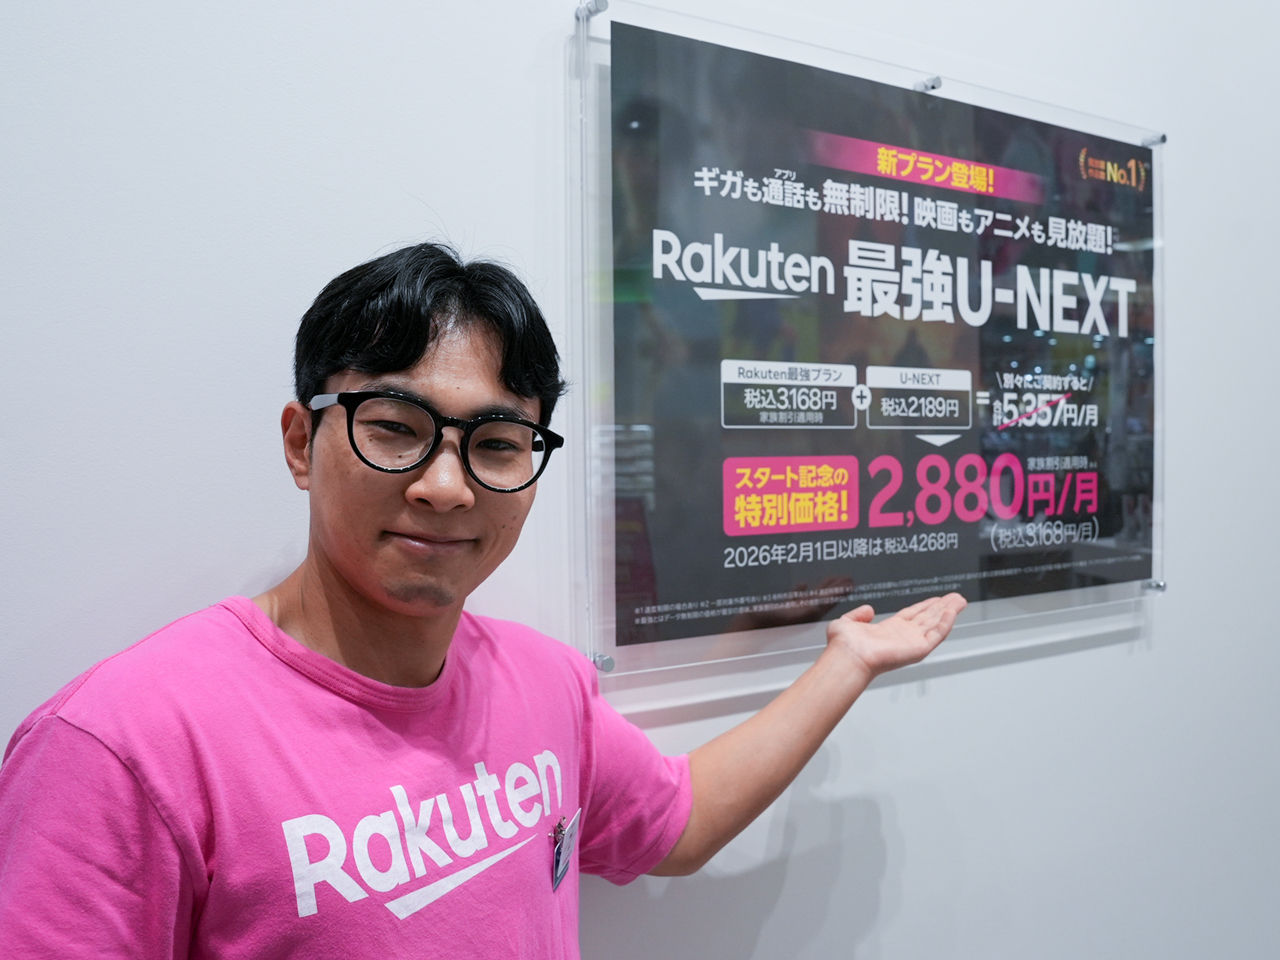 新プラン登場!
No.1
アプリ
ギガも通話も無制限!映画もアニメも見放題!
Rakuten 最強U-NEXT
Rakuten最強プラン
税込3,168円
家族割引適用時
+
U-NEXT
税込2,189円
=
\別々にご契約すると/
合計5,357円/月
スタート記念の
特別価格!
2,880円/月
家族割引適用時
(税込3,168円/月)
2026年2月1日以降は税込4,268円
Rakuten